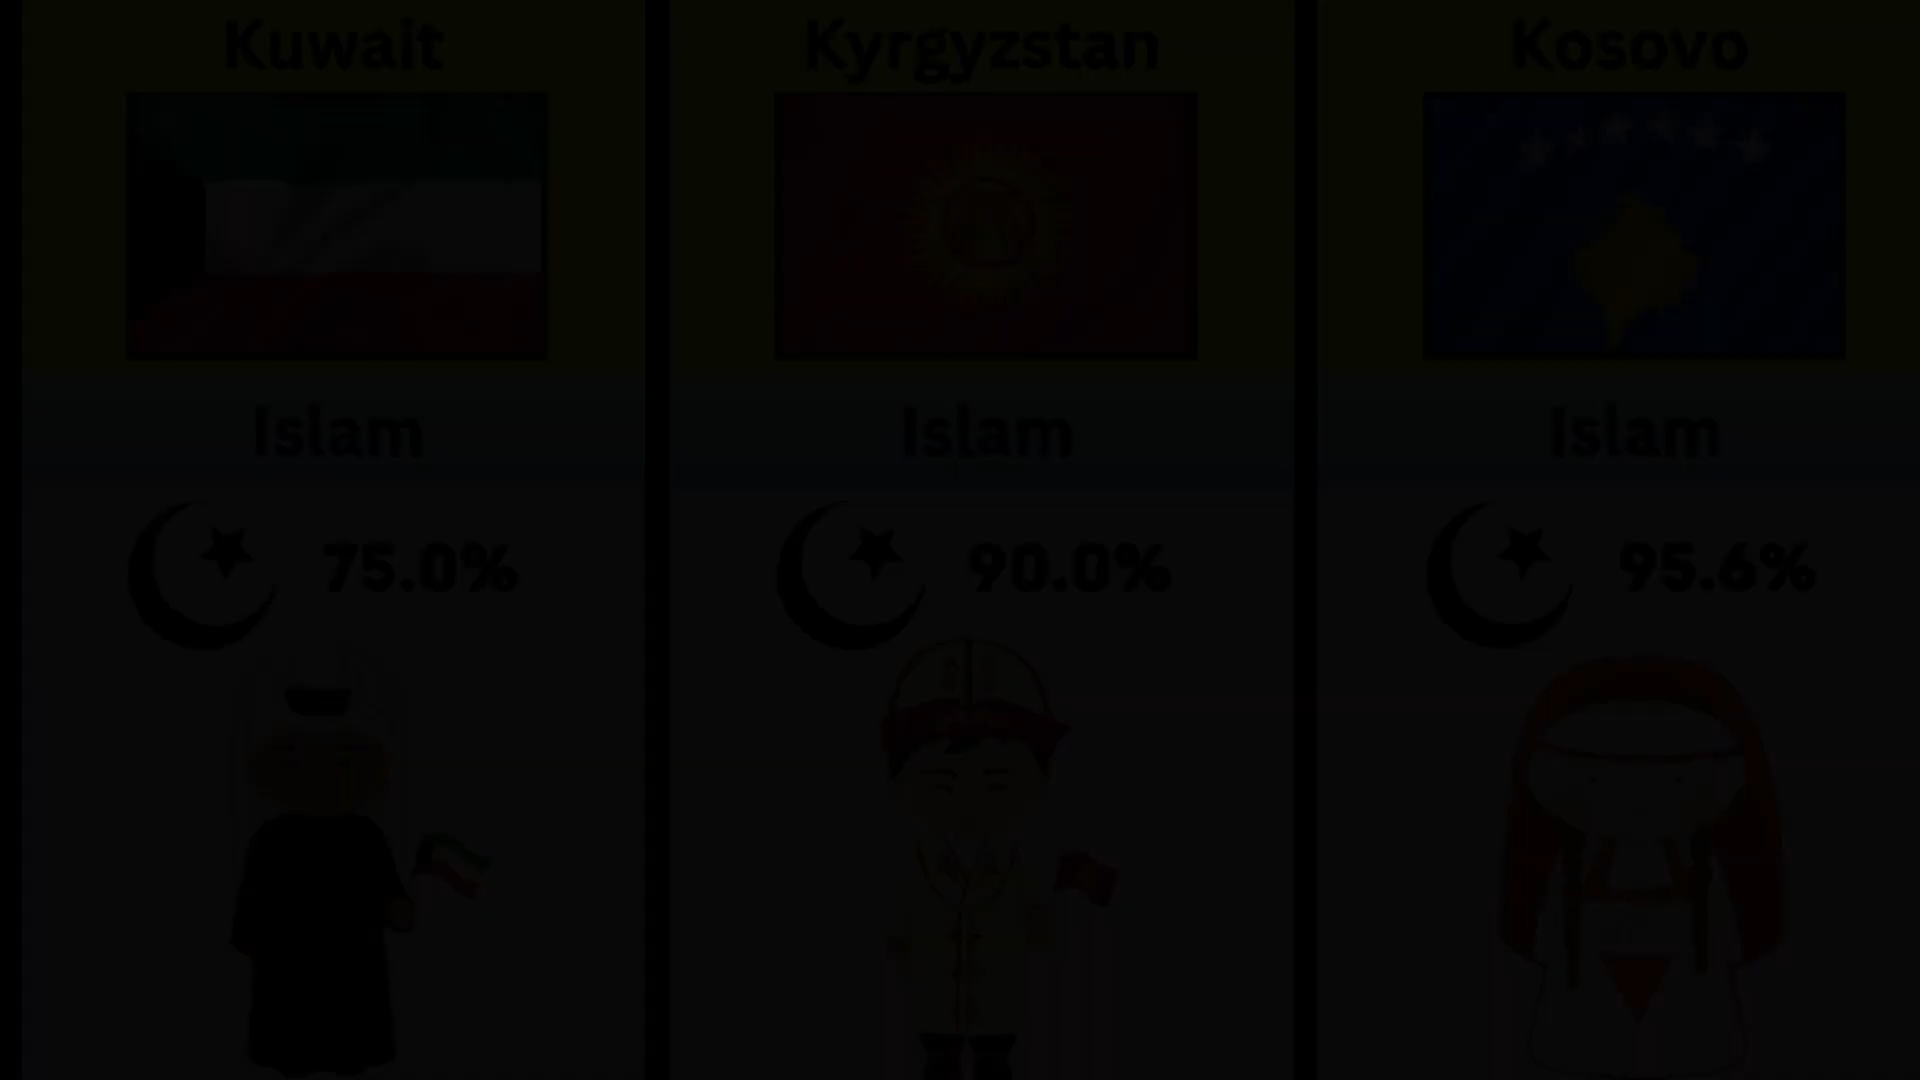 Kuwait
Kyrgyzstan
Kosovo
Islam
Islam
Islam
75.0%
90.0%
95.6%